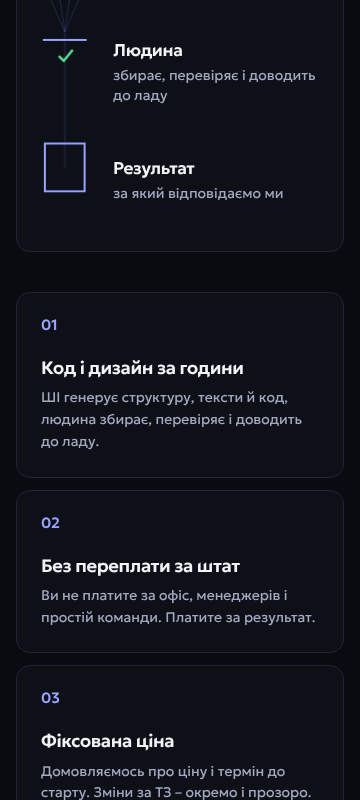 Людина
збирає, перевіряє і доводить
до ладу
Результат
за який відповідаємо ми
01
Код і дизайн за години
ШІ генерує структуру, тексти й код,
людина збирає, перевіряє і доводить
до ладу.
02
Без переплати за штат
Ви не платите за офіс, менеджерів і
простій команди. Платите за результат.
03
Фіксована ціна
Домовляємось про ціну і термін до
старту. Зміни за ТЗ – окремо і прозоро.